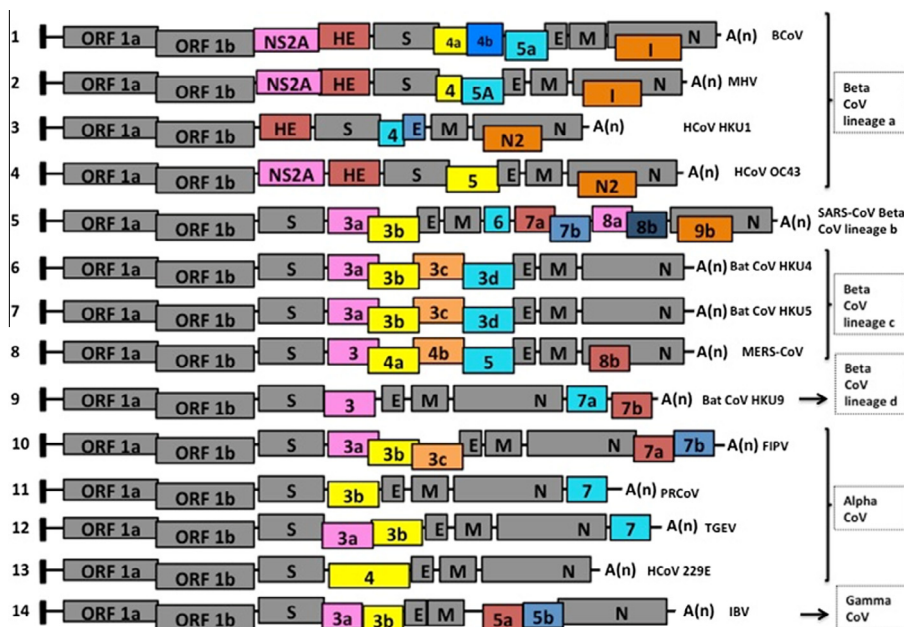 1 ORF 1a ORF 1b NS2A HE S 4a 4b 5a E M I N A(n) BCoV
2 ORF 1a ORF 1b NS2A HE S 4 5A E M I N A(n) MHV
3 ORF 1a ORF 1b HE S 4 E M N2 N A(n) HCoV HKU1
4 ORF 1a ORF 1b NS2A HE S 5 E M N2 N A(n) HCoV OC43
Beta
CoV
lineage a
5 ORF 1a ORF 1b S 3a 3b E M 6 7a 7b 8a 8b 9b N A(n) SARS-CoV Beta
CoV lineage b
6 ORF 1a ORF 1b S 3a 3b 3c 3d E M N A(n) Bat CoV HKU4
7 ORF 1a ORF 1b S 3a 3b 3c 3d E M N A(n) Bat CoV HKU5
8 ORF 1a ORF 1b S 3 4a 4b 5 E M 8b N A(n) MERS-CoV
Beta
CoV
lineage c
9 ORF 1a ORF 1b S 3 E M N 7a 7b A(n) Bat CoV HKU9
Beta
CoV
lineage d
10 ORF 1a ORF 1b S 3a 3b 3c E M N 7a 7b A(n) FIPV
11 ORF 1a ORF 1b S 3b E M N 7 A(n) PRCoV
12 ORF 1a ORF 1b S 3a 3b E M N 7 A(n) TGEV
13 ORF 1a ORF 1b S 4 E M N A(n) HCoV 229E
Alpha
CoV
14 ORF 1a ORF 1b S 3a 3b E M 5a 5b N A(n) IBV
Gamma
CoV